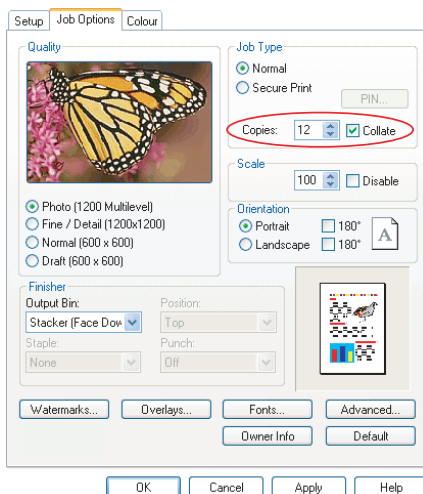 Setup Job Options Colour
Quality
Photo (1200 Multilevel)
Fine / Detail (1200x1200)
Normal (600 x 600)
Draft (600 x 600)
Job Type
Normal
Secure Print
PIN...
Copies: 12 Collate
Scale
100 Disable
Orientation
Portrait 180°
Landscape 180°
A
Finisher
Output Bin: Position:
Stacker (Face Dow Top
Staple: Punch:
None Off
Watermarks... Overlays... Fonts... Advanced...
Owner Info Default
OK Cancel Apply Help